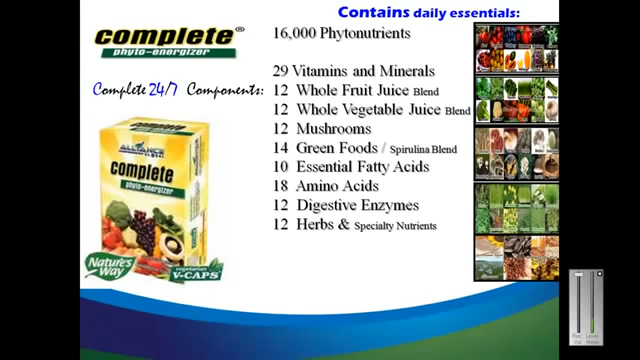 Contains daily essentials:
complete®
phyto-energizer
16,000 Phytonutrients
Complete 24/7 Components:
29 Vitamins and Minerals
12 Whole Fruit Juice Blend
12 Whole Vegetable Juice Blend
12 Mushrooms
14 Green Foods / Spirulina Blend
10 Essential Fatty Acids
18 Amino Acids
12 Digestive Enzymes
12 Herbs & Specialty Nutrients
ALLIANCE
complete
phyto-energizer
Nature's
Way
vegetarian
V-CAPS